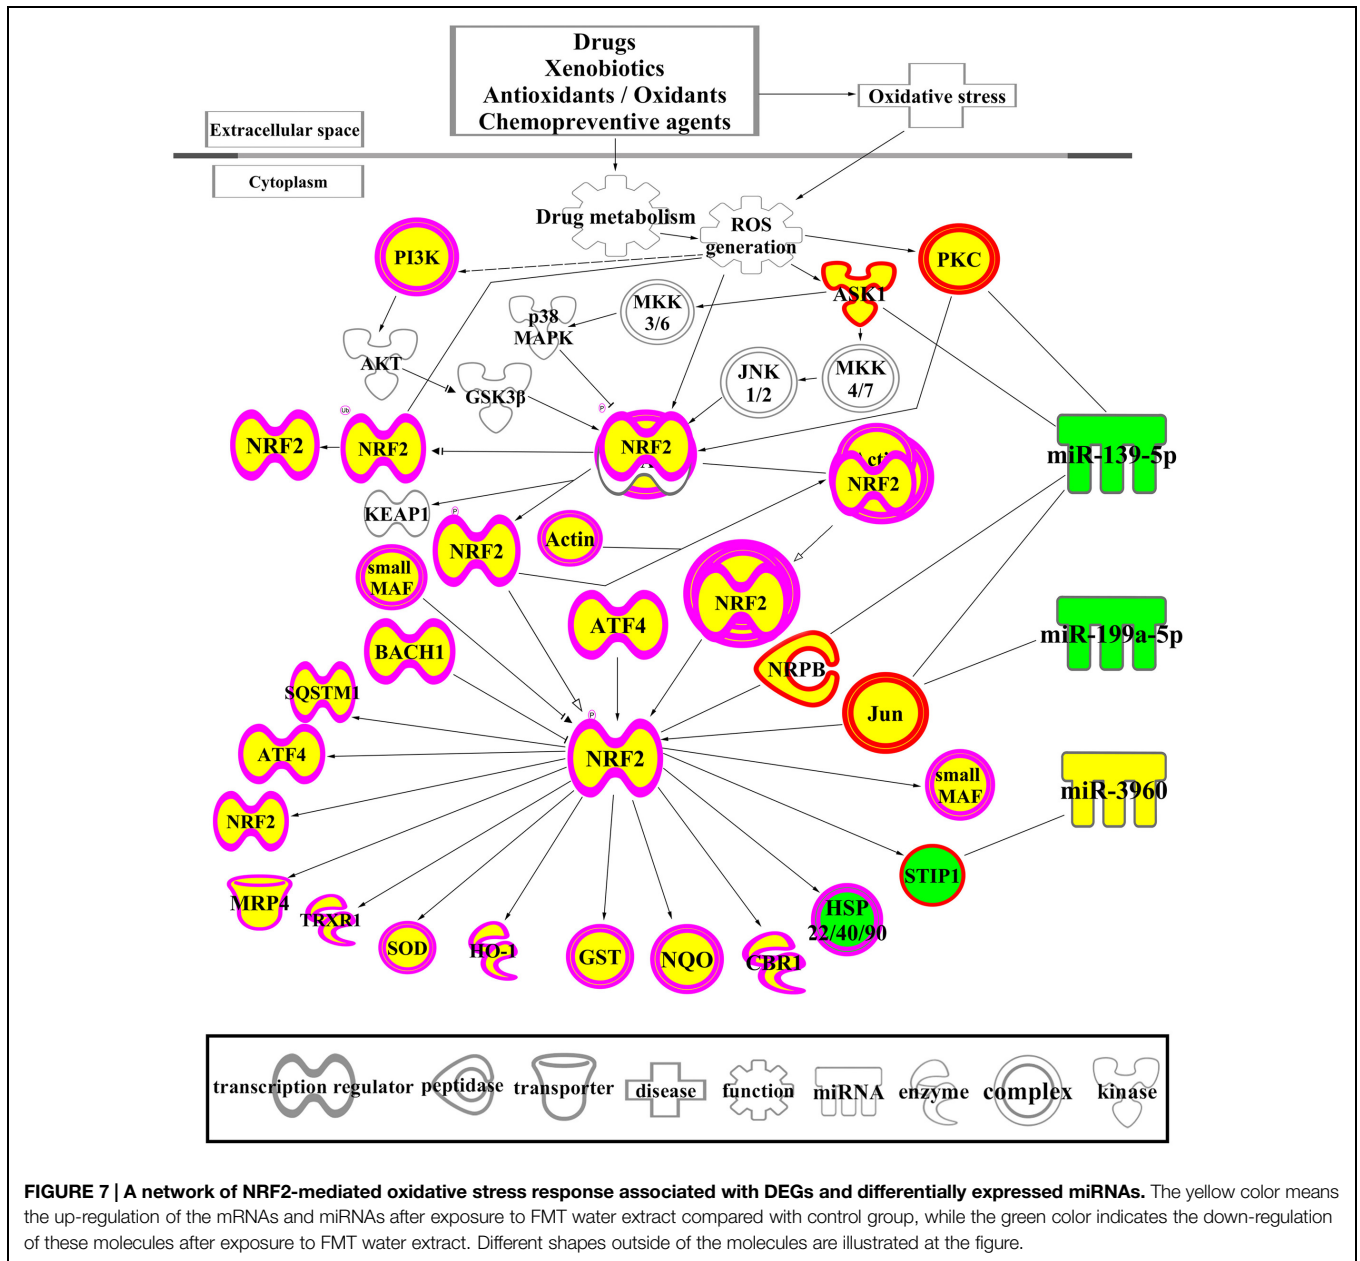 Drugs
Xenobiotics
Antioxidants / Oxidants
Chemopreventive agents
Oxidative stress
Extracellular space
Cytoplasm
Drug metabolism
ROS
generation
PI3K
PKC
ASK1
MKK
3/6
p38
MAPK
AKT
GSK3β
JNK
1/2
MKK
4/7
Ub
P
NRF2
NRF2
NRF2
Acti
NRF2
miR-139-5p
KEAP1
P
NRF2
Actin
small
MAF
NRF2
ATF4
miR-199a-5p
BACH1
NRPB
SQSTM1
Jun
P
ATF4
NRF2
small
MAF
miR-3960
NRF2
STIP1
MRP4
TRXR1
SOD
HO-1
GST
NQO
CBR1
HSP
22/40/90
transcription regulator
peptidase
transporter
disease
function
miRNA
enzyme
complex
kinase
FIGURE 7 | A network of NRF2-mediated oxidative stress response associated with DEGs and differentially expressed miRNAs. The yellow color means
the up-regulation of the mRNAs and miRNAs after exposure to FMT water extract compared with control group, while the green color indicates the down-regulation
of these molecules after exposure to FMT water extract. Different shapes outside of the molecules are illustrated at the figure.